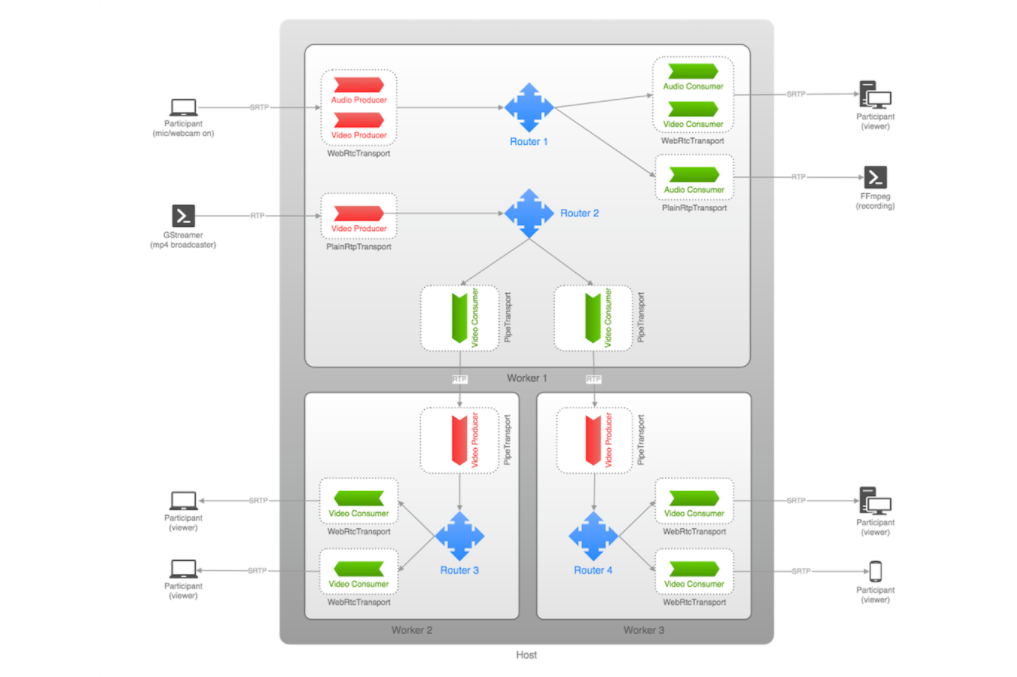 SRTP
Participant
(mic/webcam on)
Audio Producer
Video Producer
WebRtcTransport
Router 1
Audio Consumer
Video Consumer
WebRtcTransport
SRTP
Participant
(viewer)
Audio Consumer
PlainRtpTransport
RTP
FFmpeg
(recording)
RTP
GStreamer
(mp4 broadcaster)
Video Producer
PlainRtpTransport
Router 2
Video Consumer
PipeTransport
Video Consumer
PipeTransport
RTP
Worker 1
RTP
Video Producer
PipeTransport
Video Producer
PipeTransport
SRTP
Participant
(viewer)
Video Consumer
WebRtcTransport
Video Consumer
WebRtcTransport
SRTP
Participant
(viewer)
SRTP
Participant
(viewer)
Video Consumer
WebRtcTransport
Router 3
Router 4
Video Consumer
WebRtcTransport
SRTP
Participant
(viewer)
Worker 2
Worker 3
Host